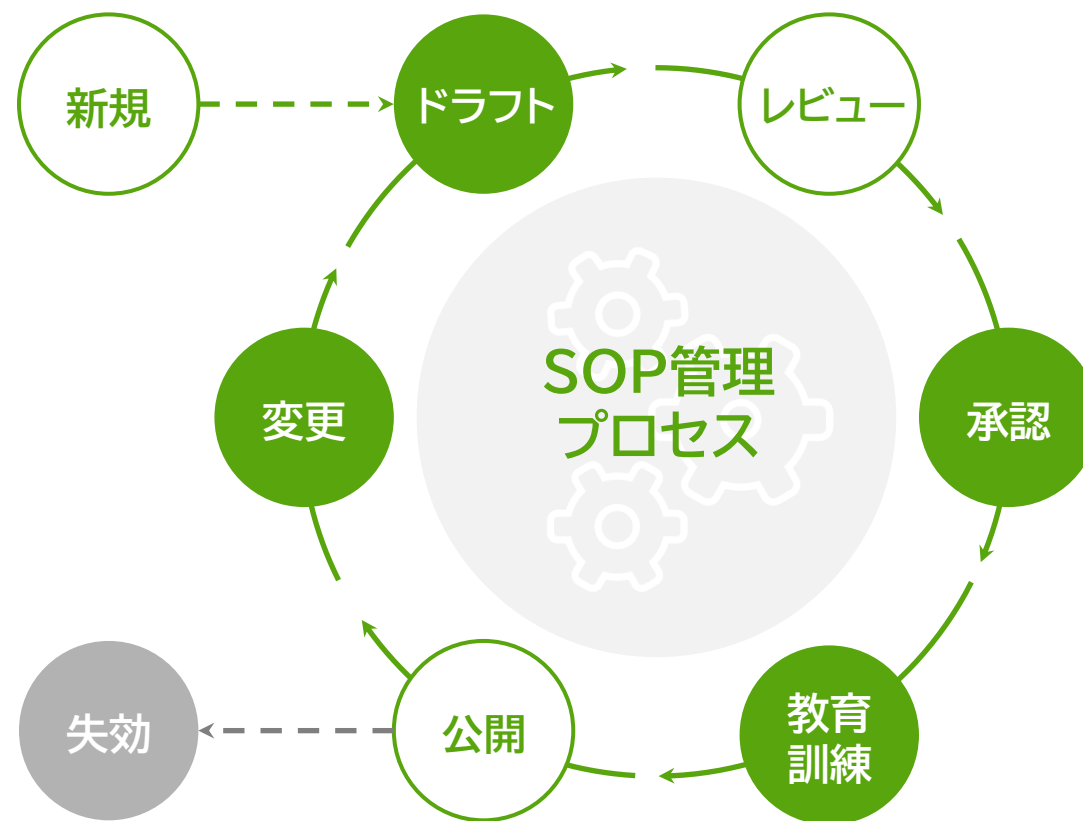 新規
ドラフト
レビュー
SOP管理
プロセス
変更
承認
失効
公開
教育
訓練